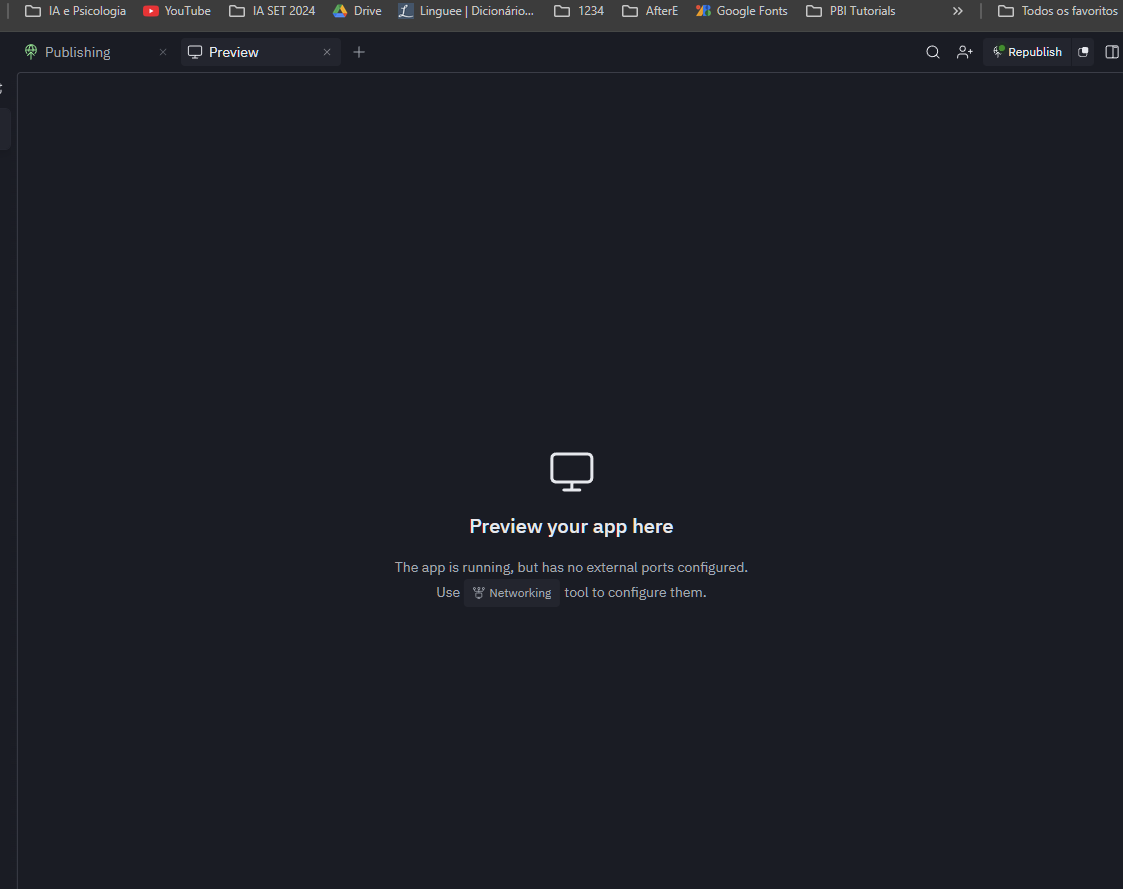 IA e Psicologia YouTube IA SET 2024 Drive Linguee | Dicionário... 1234 AfterE Google Fonts PBI Tutorials » Todos os favoritos
Publishing × Preview × + Republish
Preview your app here
The app is running, but has no external ports configured.
Use Networking tool to configure them.